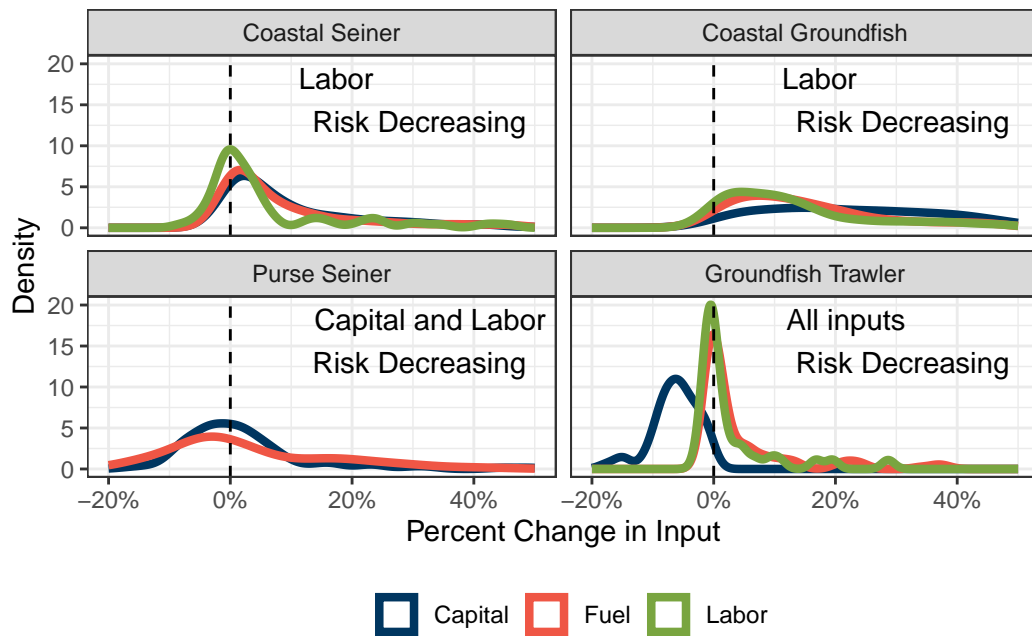 Coastal Seiner
Coastal Groundfish
Labor
Risk Decreasing
Labor
Risk Decreasing
20
15
10
5
0
Purse Seiner
Groundfish Trawler
Capital and Labor
Risk Decreasing
All inputs
Risk Decreasing
20
15
10
5
0
Density
−20% 0% 20% 40%
−20% 0% 20% 40%
Percent Change in Input
Capital Fuel Labor